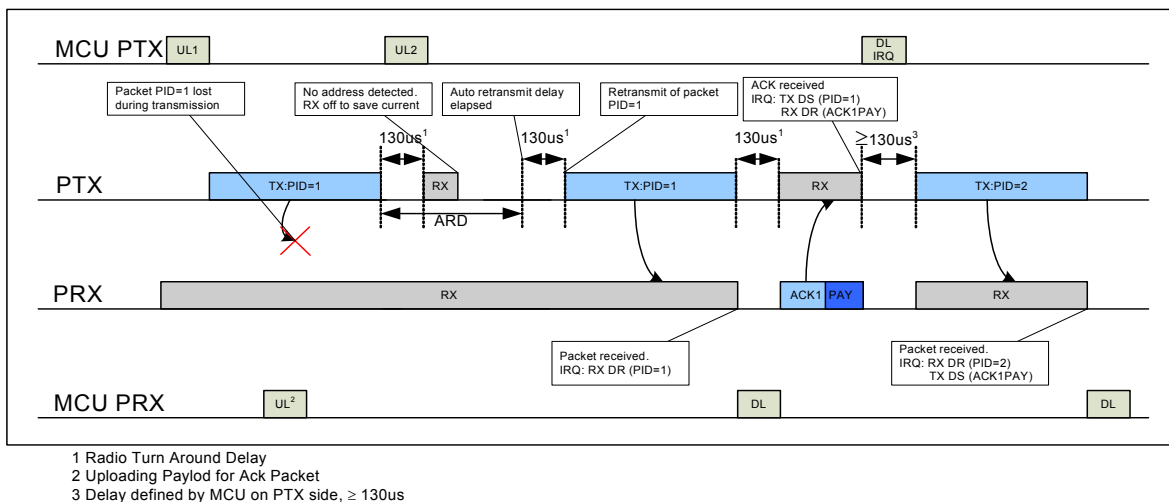 MCU PTX
UL1
UL2
DL
IRQ
Packet PID=1 lost
during transmission
No address detected.
RX off to save current
Auto retransmit delay
elapsed
Retransmit of packet
PID=1
ACK received
IRQ: TX DS (PID=1)
RX DR (ACK1PAY)
130us¹
130us¹
130us¹
≥130us³
PTX
TX:PID=1
RX
TX:PID=1
RX
TX:PID=2
ARD
PRX
RX
ACK1
PAY
RX
Packet received.
IRQ: RX DR (PID=1)
Packet received.
IRQ: RX DR (PID=2)
TX DS (ACK1PAY)
MCU PRX
UL²
DL
DL
1 Radio Turn Around Delay
2 Uploading Paylod for Ack Packet
3 Delay defined by MCU on PTX side, ≥ 130us